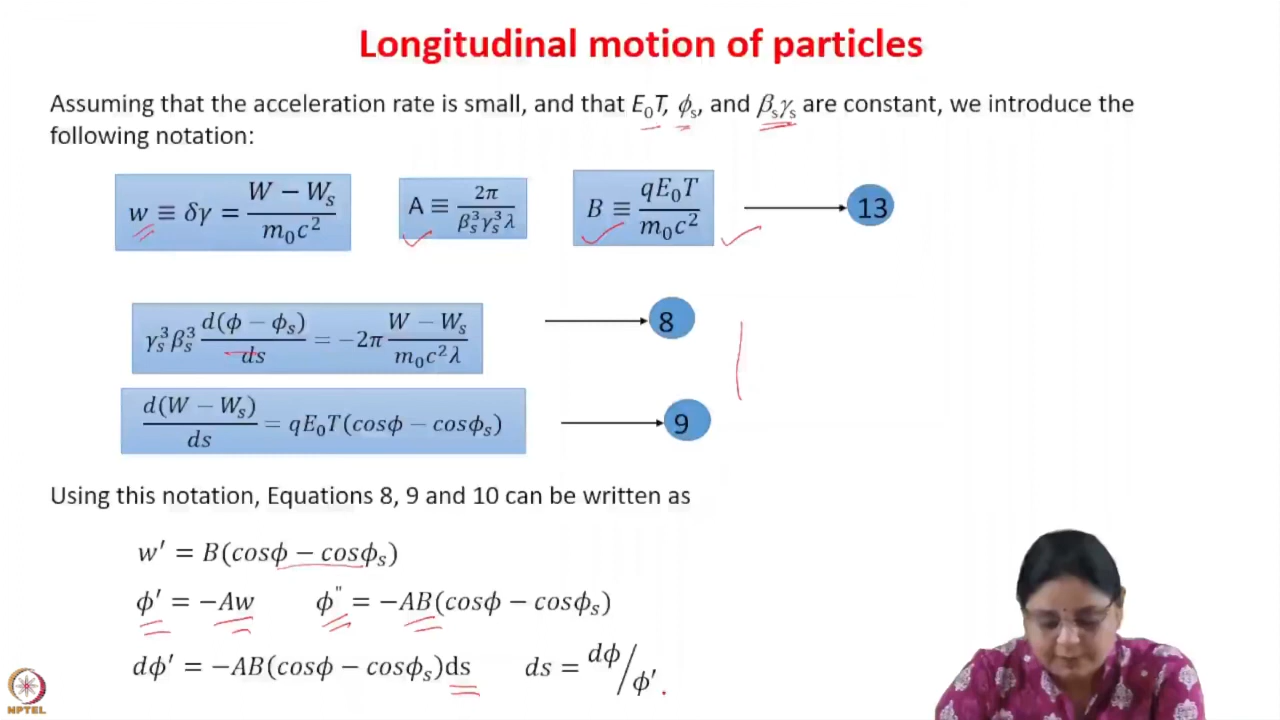 Longitudinal motion of particles
Assuming that the acceleration rate is small, and that E₀T, ϕₛ, and βₛγₛ are constant, we introduce the
following notation:
w ≡ δγ = (W − Wₛ)/(m₀c²)    A ≡ 2π/(βₛ³γₛ³λ)    B ≡ qE₀T/(m₀c²)    13
γₛ³βₛ³ d(ϕ − ϕₛ)/ds = −2π (W − Wₛ)/(m₀c²λ)    8
d(W − Wₛ)/ds = qE₀T(cosϕ − cosϕₛ)    9
Using this notation, Equations 8, 9 and 10 can be written as
w′ = B(cosϕ − cosϕₛ)
ϕ′ = −Aw    ϕ" = −AB(cosϕ − cosϕₛ)
dϕ′ = −AB(cosϕ − cosϕₛ)ds    ds = dϕ/ϕ′.
NPTEL